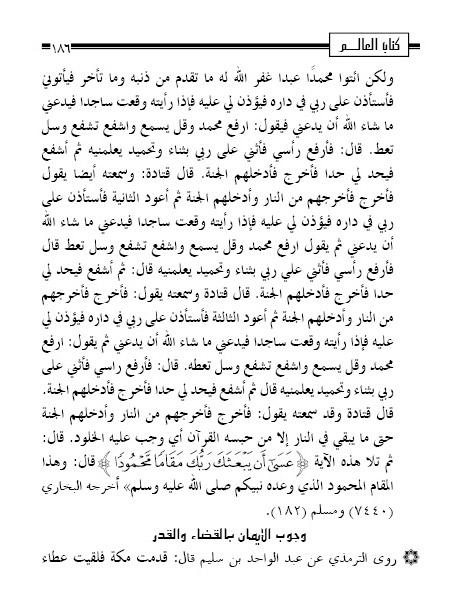 كتاب العالم
١٨٦
ولكن ائتوا محمدًا عبدا غفر الله له ما تقدم من ذنبه وما تأخر فيأتوني
فأستأذن على ربي في داره فيؤذن لي عليه فإذا رأيته وقعت ساجدا فيدعني
ما شاء الله أن يدعني فيقول: ارفع محمد وقل يسمع واشفع تشفع وسل
تعط. قال: فأرفع رأسي فأثني على ربي بثناء وتحميد يعلمنيه ثم أشفع
فيحد لي حدا فأخرج فأدخلهم الجنة. قال قتادة: وسمعته أيضا يقول
فأخرج فأخرجهم من النار وأدخلهم الجنة ثم أعود الثانية فأستأذن على
ربي في داره فيؤذن لي عليه فإذا رأيته وقعت ساجدا فيدعني ما شاء الله
أن يدعني ثم يقول ارفع محمد وقل يسمع واشفع تشفع وسل تعط قال
فأرفع رأسي فأثني علي ربي بثناء وتحميد يعلمنيه قال: ثم أشفع فيحد لي
حدا فأخرج فأدخلهم الجنة. قال قتادة وسمعته يقول: فأخرج فأخرجهم
من النار وأدخلهم الجنة ثم أعود الثالثة فأستأذن على ربي في داره فيؤذن لي
عليه فإذا رأيته وقعت ساجدا فيدعني ما شاء الله أن يدعني ثم يقول: ارفع
محمد وقل يسمع واشفع تشفع وسل تعطه. قال: فأرفع راسي فأثني على
ربي بثناء وتحميد يعلمنيه قال ثم أشفع فيحد لي حدا فأخرج فأدخلهم الجنة.
قال قتادة وقد سمعته يقول: فأخرج فأخرجهم من النار وأدخلهم الجنة
حتى ما يبقي في النار إلا من حبسه القرآن أي وجب عليه الخلود. قال:
ثم تلا هذه الآية ﴿عَسَىٰٓ أَن يَبۡعَثَكَ رَبُّكَ مَقَامٗا مَّحۡمُودٗا﴾ قال: وهذا
المقام المحمود الذي وعده نبيكم صلى الله عليه وسلم» أخرجه البخاري
(٧٤٤٠) ومسلم (١٨٢).
وجوب الأيمان بالقضاء والقدر
روى الترمذي عن عبد الواحد بن سليم قال: قدمت مكة فلقيت عطاء